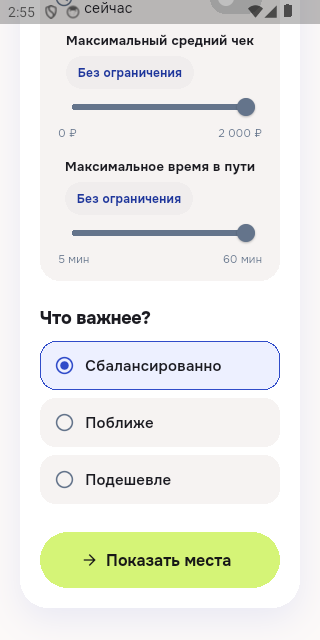 2:55
сейчас
Максимальный средний чек
Без ограничения
0 ₽
2 000 ₽
Максимальное время в пути
Без ограничения
5 мин
60 мин
Что важнее?
Сбалансированно
Поближе
Подешевле
→ Показать места